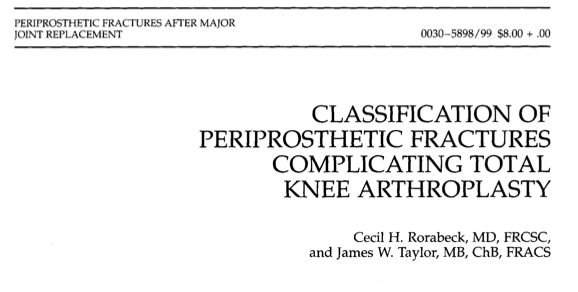 PERIPROSTHETIC FRACTURES AFTER MAJOR
JOINT REPLACEMENT
0030–5898/99 $8.00 + .00
CLASSIFICATION OF
PERIPROSTHETIC FRACTURES
COMPLICATING TOTAL
KNEE ARTHROPLASTY
Cecil H. Rorabeck, MD, FRCSC,
and James W. Taylor, MB, ChB, FRACS